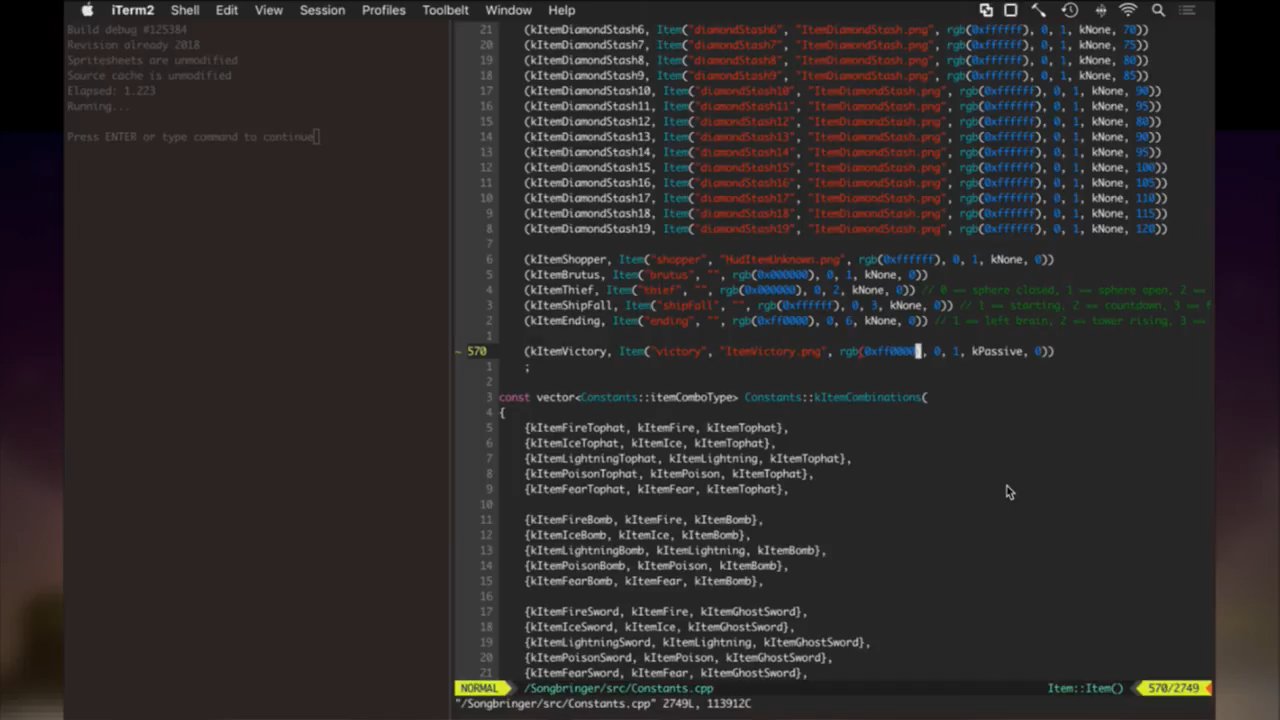 iTerm2 Shell Edit View Session Profiles Toolbelt Window Help
Build debug #125384
Revision already 2018
Spritesheets are unmodified
Source cache is unmodified
Elapsed: 1.223
Running...
Press ENTER or type command to continue
21 (kItemDiamondStash6, Item("diamondStash6", "ItemDiamondStash.png", rgb(0xffffff), 0, 1, kNone, 70))
20 (kItemDiamondStash7, Item("diamondStash7", "ItemDiamondStash.png", rgb(0xffffff), 0, 1, kNone, 75))
19 (kItemDiamondStash8, Item("diamondStash8", "ItemDiamondStash.png", rgb(0xffffff), 0, 1, kNone, 80))
18 (kItemDiamondStash9, Item("diamondStash9", "ItemDiamondStash.png", rgb(0xffffff), 0, 1, kNone, 85))
17 (kItemDiamondStash10, Item("diamondStash10", "ItemDiamondStash.png", rgb(0xffffff), 0, 1, kNone, 90))
16 (kItemDiamondStash11, Item("diamondStash11", "ItemDiamondStash.png", rgb(0xffffff), 0, 1, kNone, 95))
15 (kItemDiamondStash12, Item("diamondStash12", "ItemDiamondStash.png", rgb(0xffffff), 0, 1, kNone, 80))
14 (kItemDiamondStash13, Item("diamondStash13", "ItemDiamondStash.png", rgb(0xffffff), 0, 1, kNone, 90))
13 (kItemDiamondStash14, Item("diamondStash14", "ItemDiamondStash.png", rgb(0xffffff), 0, 1, kNone, 95))
12 (kItemDiamondStash15, Item("diamondStash15", "ItemDiamondStash.png", rgb(0xffffff), 0, 1, kNone, 100))
11 (kItemDiamondStash16, Item("diamondStash16", "ItemDiamondStash.png", rgb(0xffffff), 0, 1, kNone, 105))
10 (kItemDiamondStash17, Item("diamondStash17", "ItemDiamondStash.png", rgb(0xffffff), 0, 1, kNone, 110))
9 (kItemDiamondStash18, Item("diamondStash18", "ItemDiamondStash.png", rgb(0xffffff), 0, 1, kNone, 115))
8 (kItemDiamondStash19, Item("diamondStash19", "ItemDiamondStash.png", rgb(0xffffff), 0, 1, kNone, 120))
7
6 (kItemShopper, Item("shopper", "HudItemUnknown.png", rgb(0xffffff), 0, 1, kNone, 0))
5 (kItemBrutus, Item("brutus", "", rgb(0x000000), 0, 1, kNone, 0))
4 (kItemThief, Item("thief", "", rgb(0x000000), 0, 2, kNone, 0)) // 0 == sphere closed, 1 == sphere open, 2 ==
3 (kItemShipFall, Item("shipFall", "", rgb(0xffffff), 0, 3, kNone, 0)) // 1 == starting, 2 == countdown, 3 == f
2 (kItemEnding, Item("ending", "", rgb(0xff0000), 0, 6, kNone, 0)) // 1 == left brain, 2 == tower rising, 3 ==
1
~ 570 (kItemVictory, Item("victory", "ItemVictory.png", rgb(0xff0000), 0, 1, kPassive, 0))
1 ;
2
3 const vector<Constants::itemComboType> Constants::kItemCombinations(
4 {
5 {kItemFireTophat, kItemFire, kItemTophat},
6 {kItemIceTophat, kItemIce, kItemTophat},
7 {kItemLightningTophat, kItemLightning, kItemTophat},
8 {kItemPoisonTophat, kItemPoison, kItemTophat},
9 {kItemFearTophat, kItemFear, kItemTophat},
10
11 {kItemFireBomb, kItemFire, kItemBomb},
12 {kItemIceBomb, kItemIce, kItemBomb},
13 {kItemLightningBomb, kItemLightning, kItemBomb},
14 {kItemPoisonBomb, kItemPoison, kItemBomb},
15 {kItemFearBomb, kItemFear, kItemBomb},
16
17 {kItemFireSword, kItemFire, kItemGhostSword},
18 {kItemIceSword, kItemIce, kItemGhostSword},
19 {kItemLightningSword, kItemLightning, kItemGhostSword},
20 {kItemPoisonSword, kItemPoison, kItemGhostSword},
21 {kItemFearSword, kItemFear, kItemGhostSword},
NORMAL /Songbringer/src/Constants.cpp Item::Item() 570/2749
"/Songbringer/src/Constants.cpp" 2749L, 113912C